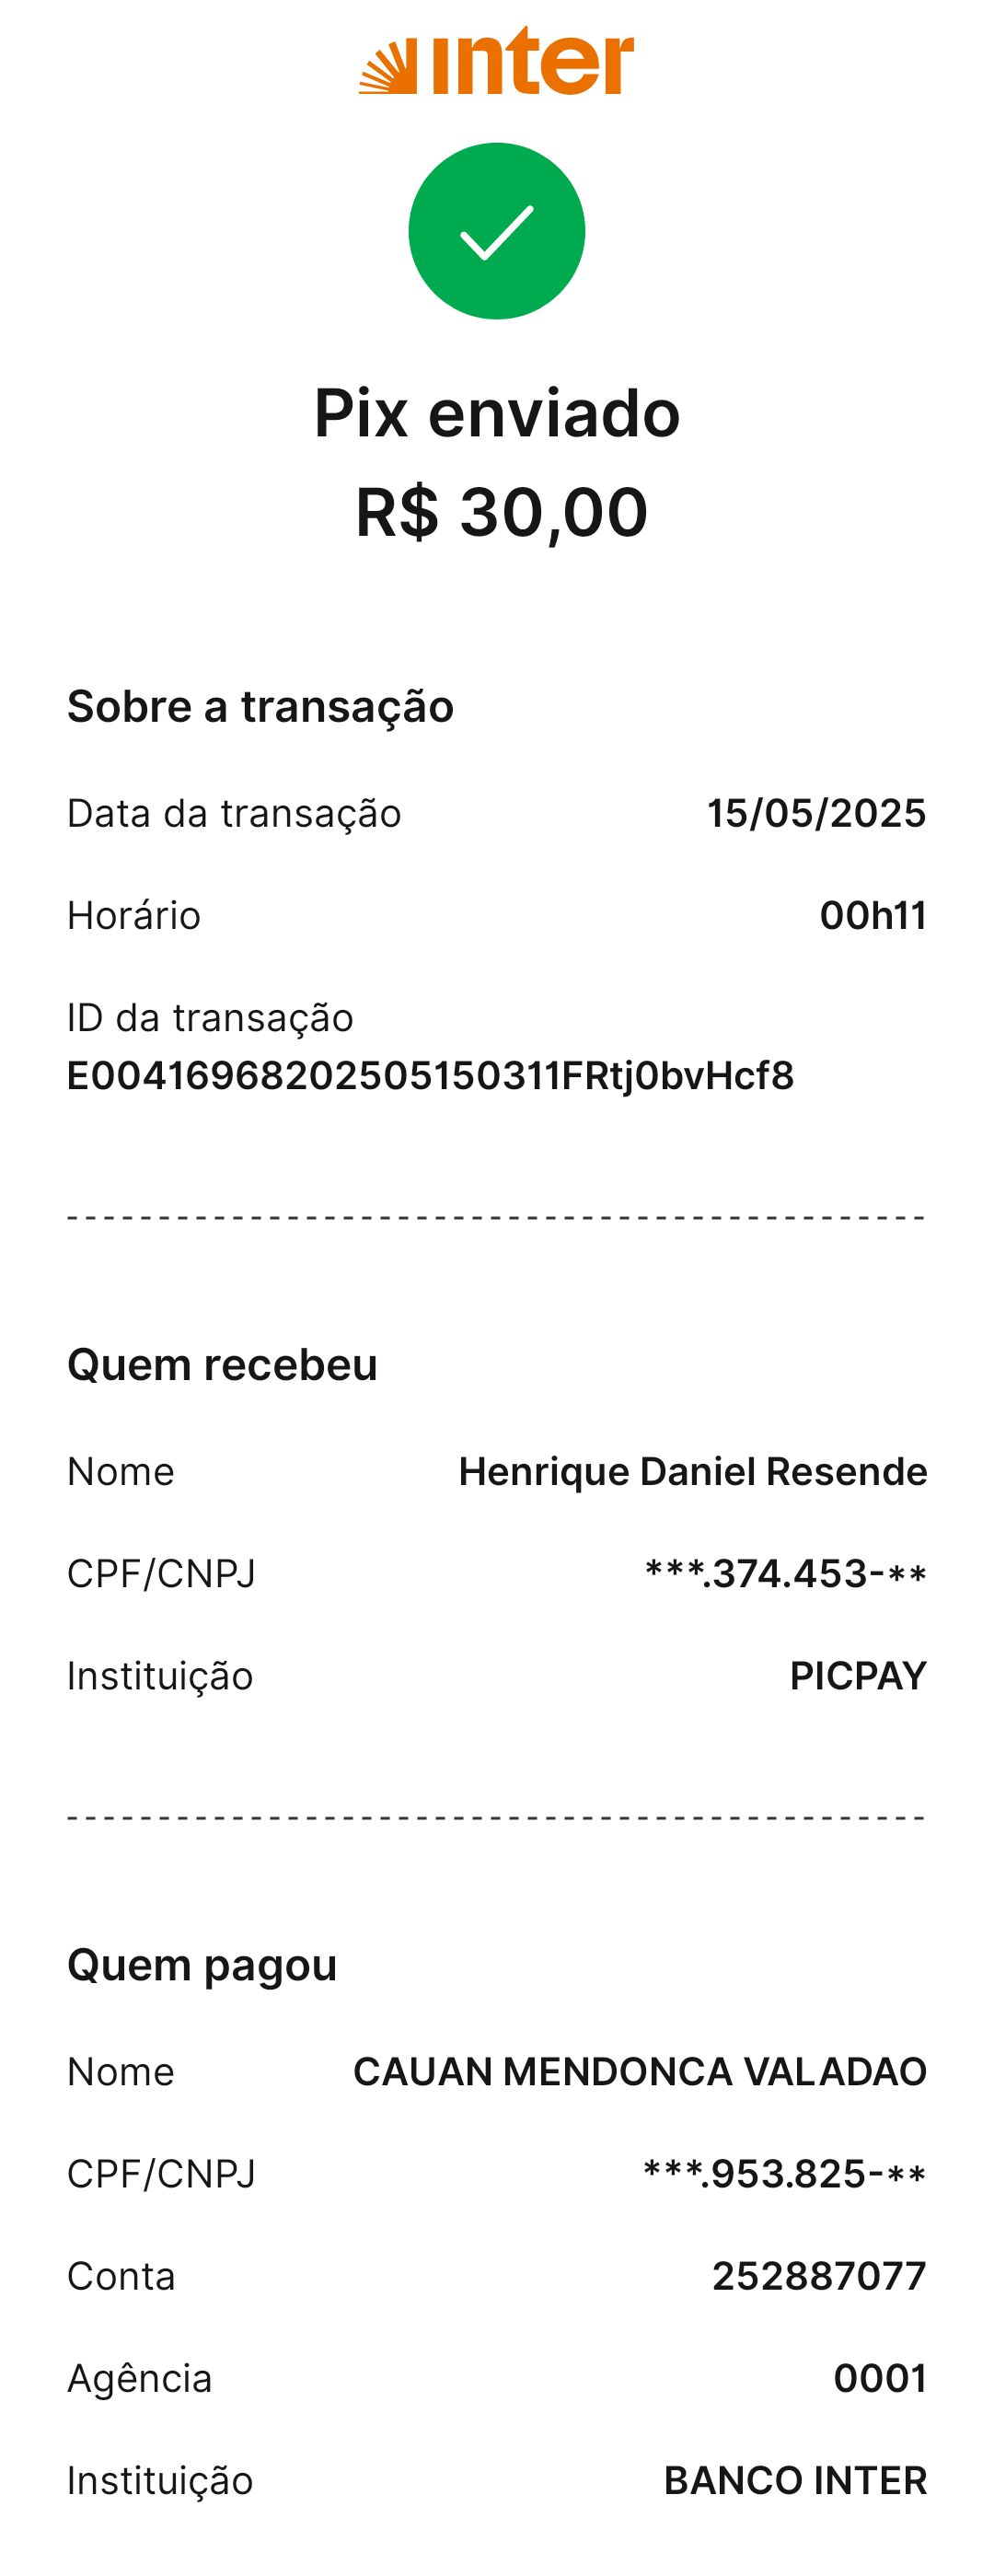 inter
Pix enviado
R$ 30,00
Sobre a transação
Data da transação 15/05/2025
Horário 00h11
ID da transação
E00416968202505150311FRtj0bvHcf8
Quem recebeu
Nome Henrique Daniel Resende
CPF/CNPJ ***.374.453-**
Instituição PICPAY
Quem pagou
Nome CAUAN MENDONCA VALADAO
CPF/CNPJ ***.953.825-**
Conta 252887077
Agência 0001
Instituição BANCO INTER